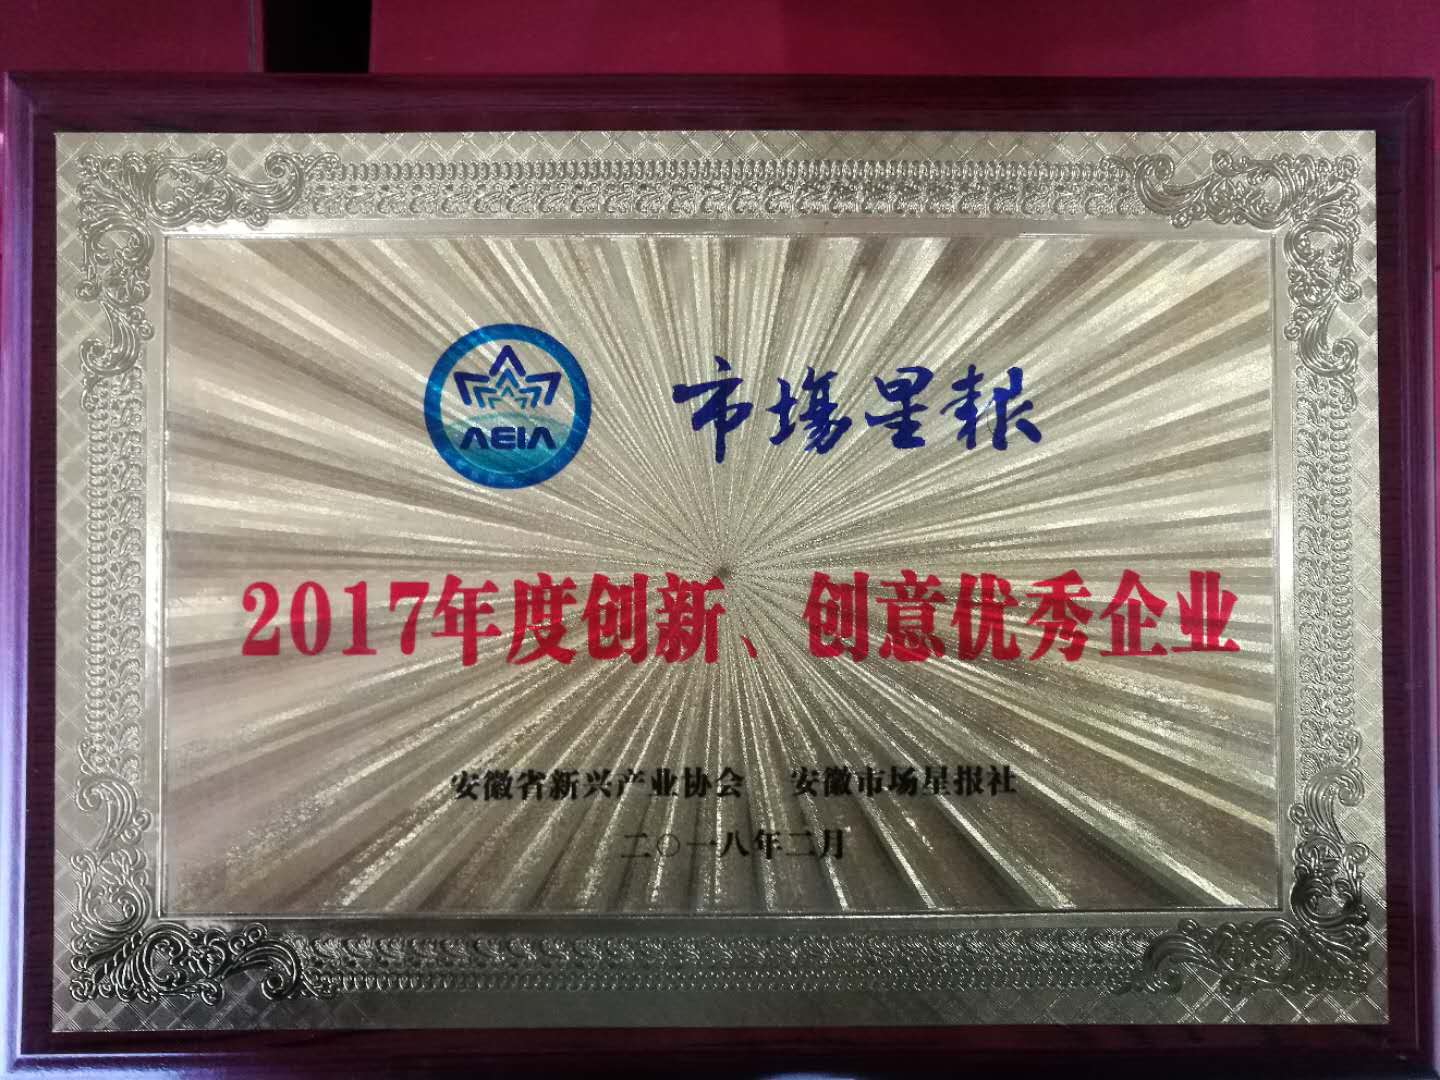 AEIA
市場星報
2017年度创新、创意优秀企业
安徽省新兴产业协会 安徽市场星报社
二〇一八年二月